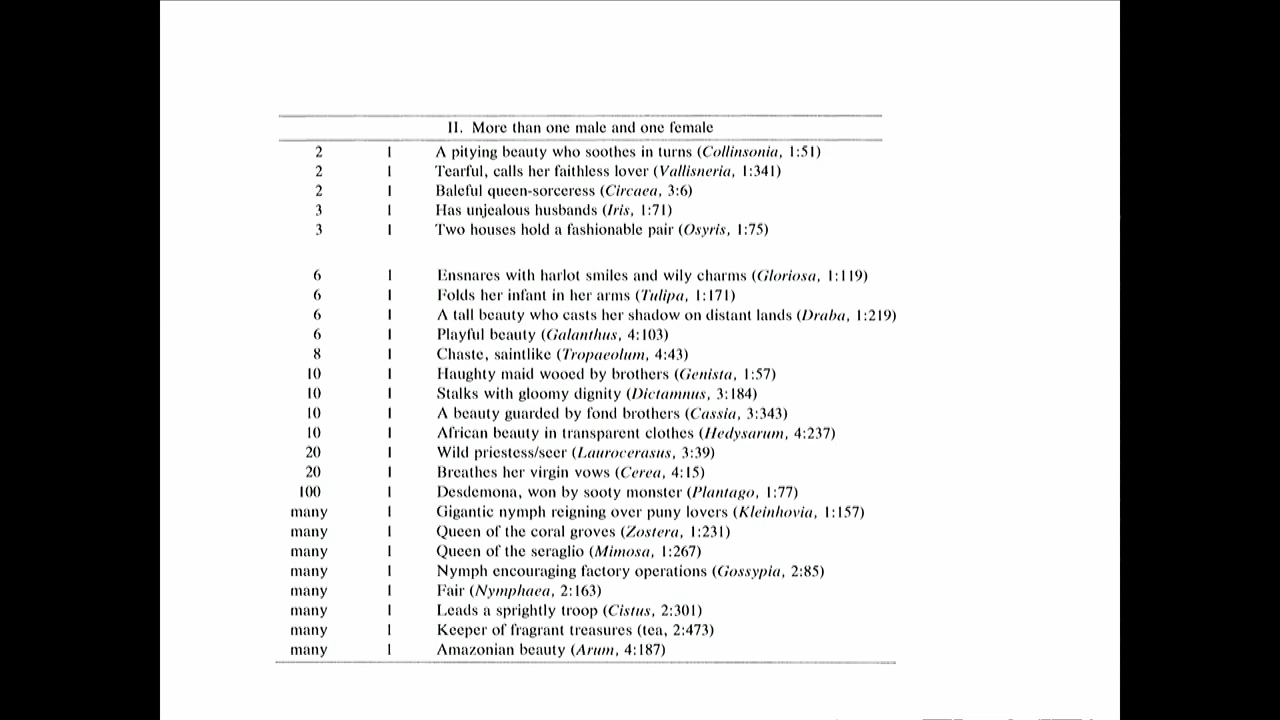 II. More than one male and one female
2 1 A pitying beauty who soothes in turns (Collinsonia, 1:51)
2 1 Tearful, calls her faithless lover (Vallisneria, 1:341)
2 1 Baleful queen-sorceress (Circaea, 3:6)
3 1 Has unjealous husbands (Iris, 1:71)
3 1 Two houses hold a fashionable pair (Osyris, 1:75)
6 1 Ensnares with harlot smiles and wily charms (Gloriosa, 1:119)
6 1 Folds her infant in her arms (Tulipa, 1:171)
6 1 A tall beauty who casts her shadow on distant lands (Draba, 1:219)
6 1 Playful beauty (Galanthus, 4:103)
8 1 Chaste, saintlike (Tropaeolum, 4:43)
10 1 Haughty maid wooed by brothers (Genista, 1:57)
10 1 Stalks with gloomy dignity (Dictamnus, 3:184)
10 1 A beauty guarded by fond brothers (Cassia, 3:343)
10 1 African beauty in transparent clothes (Hedysarum, 4:237)
20 1 Wild priestess/seer (Laurocerasus, 3:39)
20 1 Breathes her virgin vows (Cerea, 4:15)
100 1 Desdemona, won by sooty monster (Plantago, 1:77)
many 1 Gigantic nymph reigning over puny lovers (Kleinhovia, 1:157)
many 1 Queen of the coral groves (Zostera, 1:231)
many 1 Queen of the seraglio (Mimosa, 1:267)
many 1 Nymph encouraging factory operations (Gossypia, 2:85)
many 1 Fair (Nymphaea, 2:163)
many 1 Leads a sprightly troop (Cistus, 2:301)
many 1 Keeper of fragrant treasures (tea, 2:473)
many 1 Amazonian beauty (Arum, 4:187)